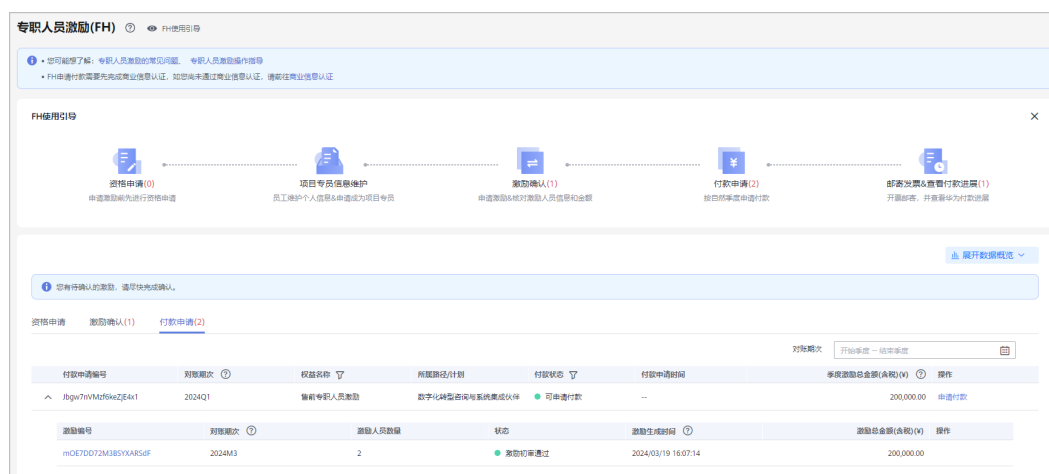 专职人员激励(FH) ? FH使用引导
• 您可能想了解：专职人员激励的常见问题、 专职人员激励操作指导
• FH申请付款需要先完成商业信息认证，如您尚未通过商业信息认证，请前往商业信息认证
FH使用引导
资格申请(0) 项目专员信息维护 激励确认(1) 付款申请(2) 邮寄发票&查看付款进展(1)
申请激励前先进行资格申请 员工维护个人信息&申请成为项目专员 申请激励&核对激励人员信息和金额 按自然季度申请付款 开票邮寄，并查看华为付款进展
展开数据概览
您有待确认的激励，请尽快完成确认。
资格申请 激励确认(1) 付款申请(2)
对账期次 开始季度 – 结束季度
付款申请编号 对账期次 ? 权益名称 所属路径/计划 付款状态 付款申请时间 季度激励总金额(含税)(¥) ? 操作
Jbgw7nVMzf6keZJE4x1 2024Q1 售前专职人员激励 数字化转型咨询与系统集成伙伴 可申请付款 -- 200,000.00 申请付款
激励编号 对账期次 ? 激励人员数量 状态 激励生成时间 ? 激励总金额(含税)(¥) 操作
mOE7DD72M3BSYXARSdF 2024M3 2 激励初审通过 2024/03/19 16:07:14 200,000.00